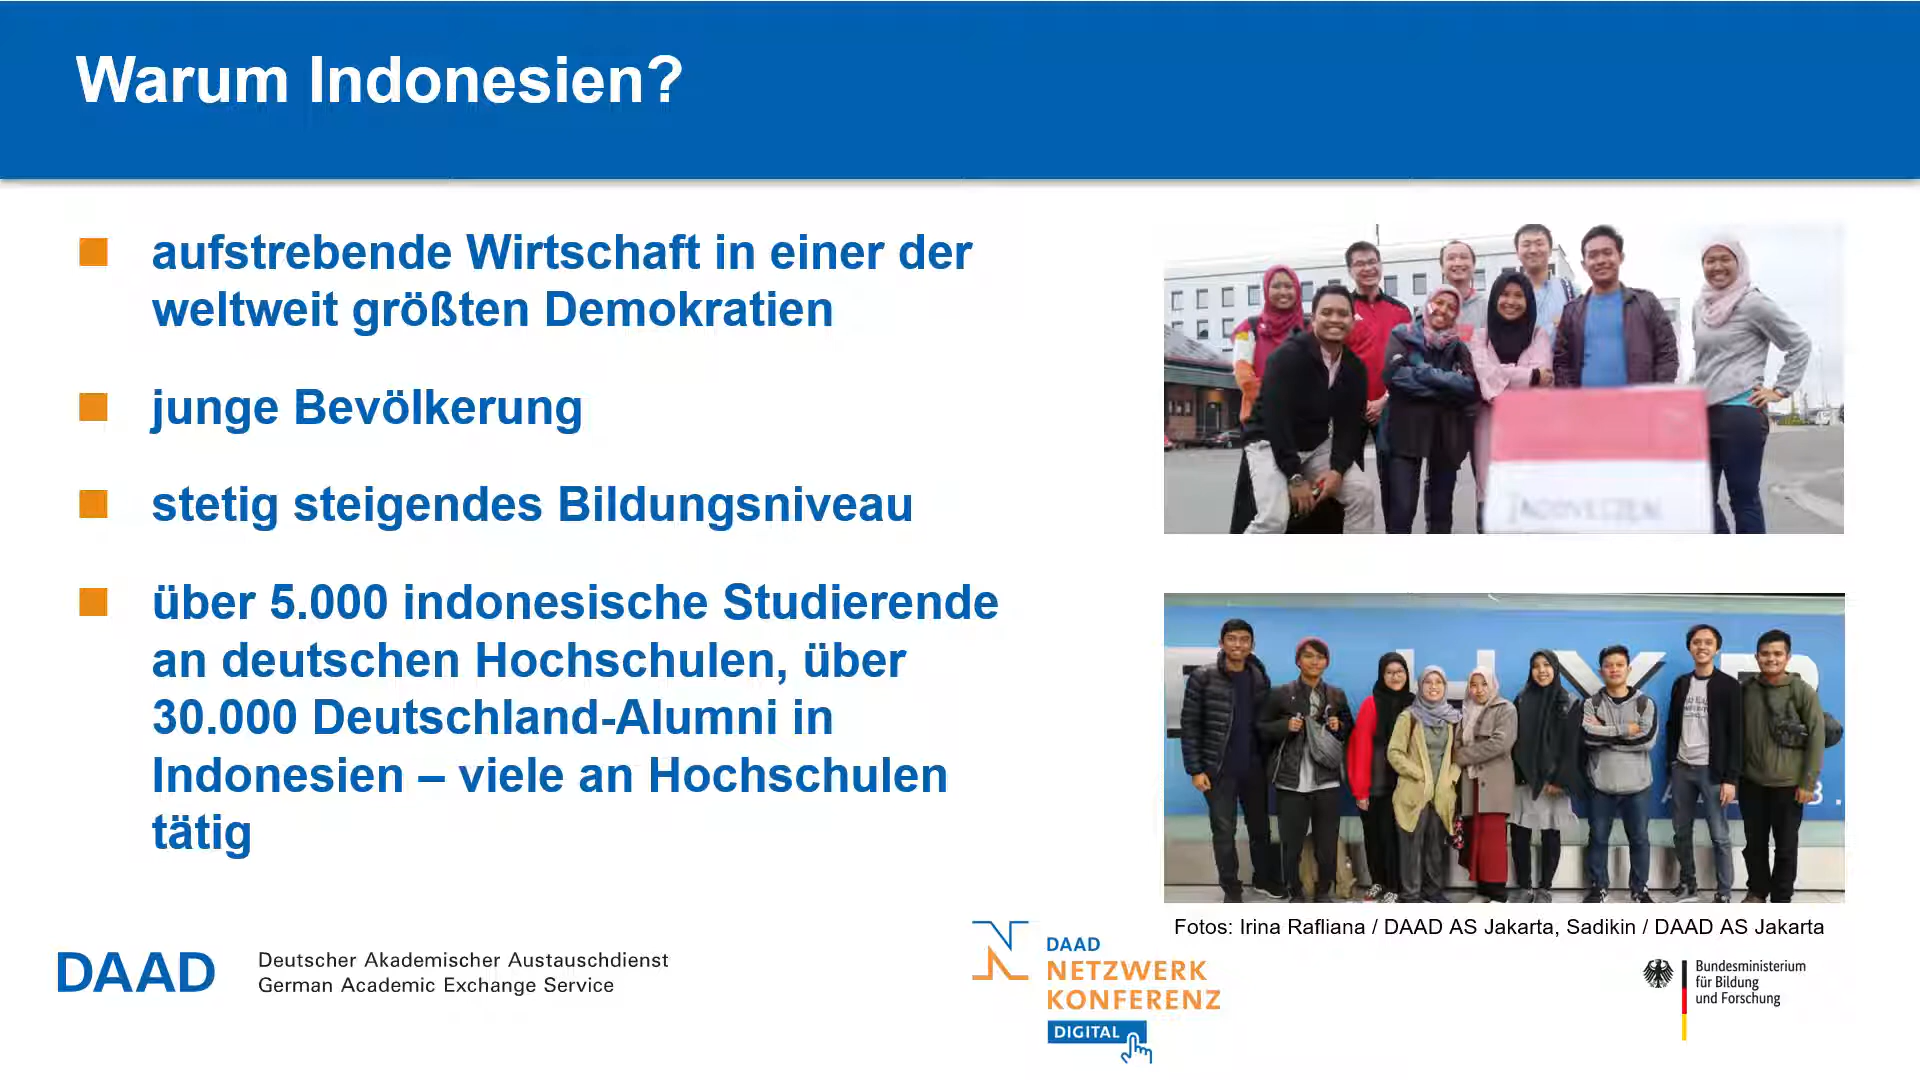 Warum Indonesien?
aufstrebende Wirtschaft in einer der
weltweit größten Demokratien
junge Bevölkerung
stetig steigendes Bildungsniveau
über 5.000 indonesische Studierende
an deutschen Hochschulen, über
30.000 Deutschland-Alumni in
Indonesien – viele an Hochschulen
tätig
Fotos: Irina Rafliana / DAAD AS Jakarta, Sadikin / DAAD AS Jakarta
DAAD
Deutscher Akademischer Austauschdienst
German Academic Exchange Service
DAAD
NETZWERK
KONFERENZ
DIGITAL
Bundesministerium
für Bildung
und Forschung